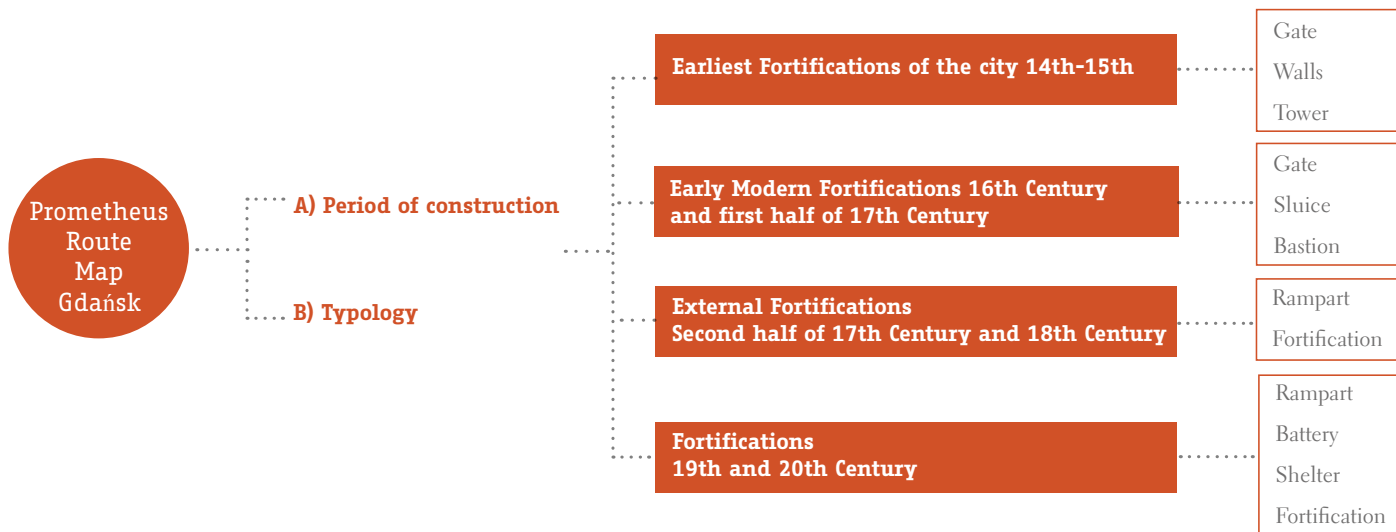 Prometheus
Route
Map
Gdańsk
A) Period of construction
B) Typology
Earliest Fortifications of the city 14th-15th
Gate
Walls
Tower
Early Modern Fortifications 16th Century
and first half of 17th Century
Gate
Sluice
Bastion
External Fortifications
Second half of 17th Century and 18th Century
Rampart
Fortification
Fortifications
19th and 20th Century
Rampart
Battery
Shelter
Fortification